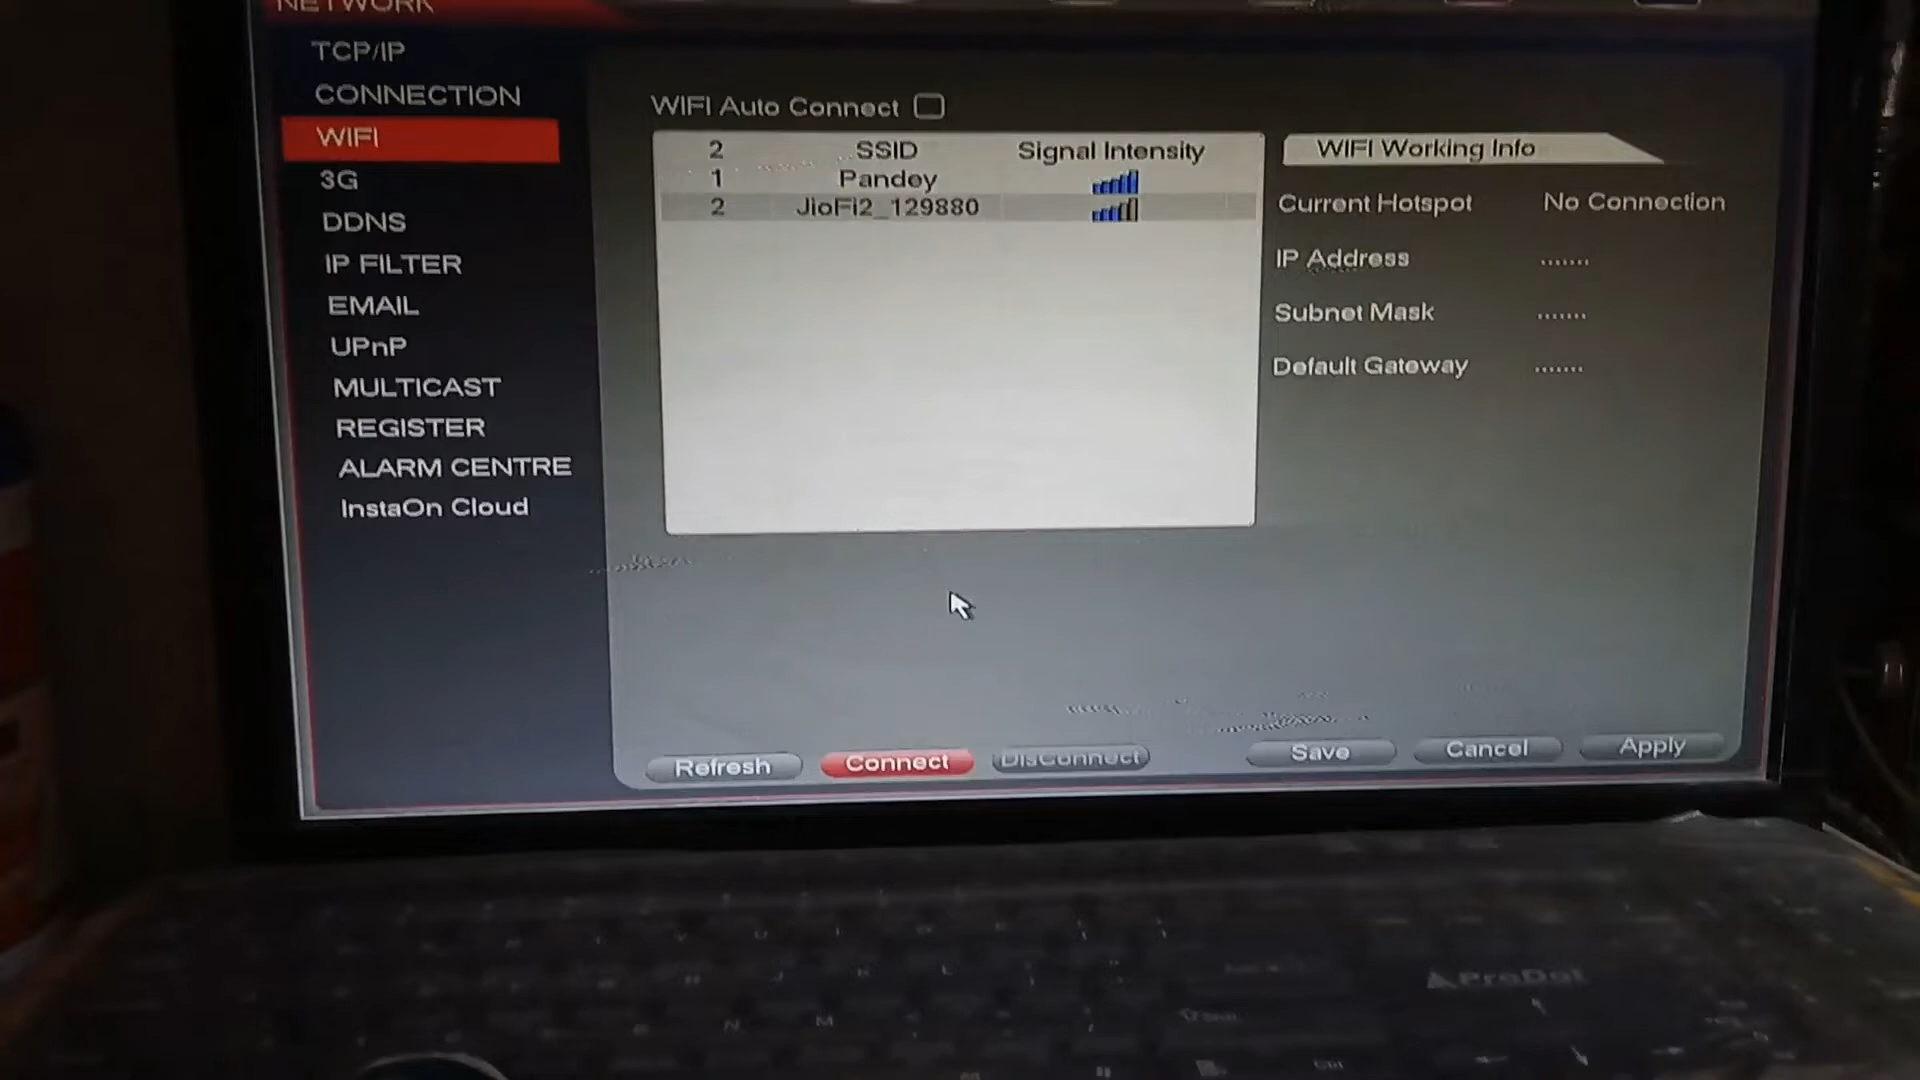 NETWORK
TCP/IP
CONNECTION
WIFI
3G
DDNS
IP FILTER
EMAIL
UPnP
MULTICAST
REGISTER
ALARM CENTRE
InstaOn Cloud
WIFI Auto Connect
2 SSID Signal Intensity
1 Pandey
2 JioFi2_129880
WIFI Working Info
Current Hotspot No Connection
IP Address .......
Subnet Mask .......
Default Gateway .......
Refresh Connect DisConnect Save Cancel Apply
ProDot